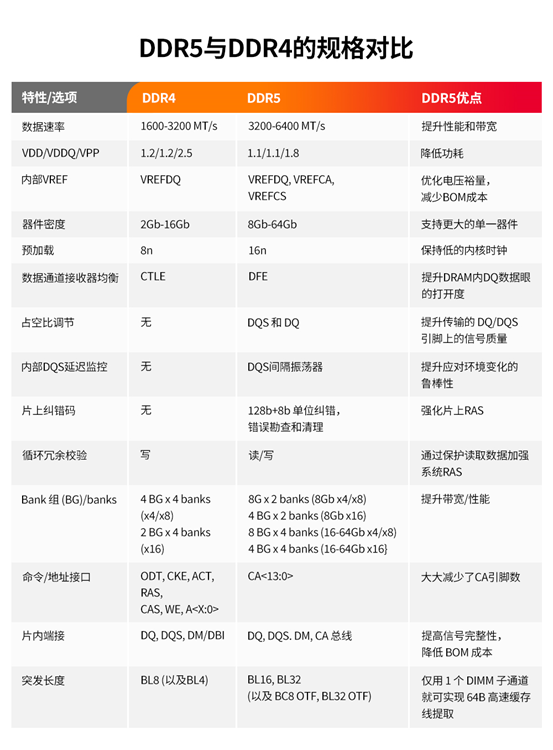 DDR5与DDR4的规格对比
特性/选项 DDR4 DDR5 DDR5优点
数据速率 1600-3200 MT/s 3200-6400 MT/s 提升性能和带宽
VDD/VDDQ/VPP 1.2/1.2/2.5 1.1/1.1/1.8 降低功耗
内部VREF VREFDQ VREFDQ, VREFCA, 优化电压裕量，
VREFCS 减少BOM成本
器件密度 2Gb-16Gb 8Gb-64Gb 支持更大的单一器件
预加载 8n 16n 保持低的内核时钟
数据通道接收器均衡 CTLE DFE 提升DRAM内DQ数据眼
的打开度
占空比调节 无 DQS 和 DQ 提升传输的 DQ/DQS
引脚上的信号质量
内部DQS延迟监控 无 DQS间隔振荡器 提升应对环境变化的
鲁棒性
片上纠错码 无 128b+8b 单位纠错， 强化片上RAS
错误勘查和清理
循环冗余校验 写 读/写 通过保护读取数据加强
系统RAS
Bank 组 (BG)/banks 4 BG x 4 banks 8G x 2 banks (8Gb x4/x8) 提升带宽/性能
(x4/x8) 4 BG x 2 banks (8Gb x16)
2 BG x 4 banks 8 BG x 4 banks (16-64Gb x4/x8)
(x16) 4 BG x 4 banks (16-64Gb x16}
命令/地址接口 ODT, CKE, ACT, CA<13:0> 大大减少了CA引脚数
RAS,
CAS, WE, A<X:0>
片内端接 DQ, DQS, DM/DBI DQ, DQS. DM, CA 总线 提高信号完整性，
降低 BOM 成本
突发长度 BL8 (以及BL4) BL16, BL32 仅用 1 个 DIMM 子通道
(以及 BC8 OTF, BL32 OTF) 就可实现 64B 高速缓存
线提取